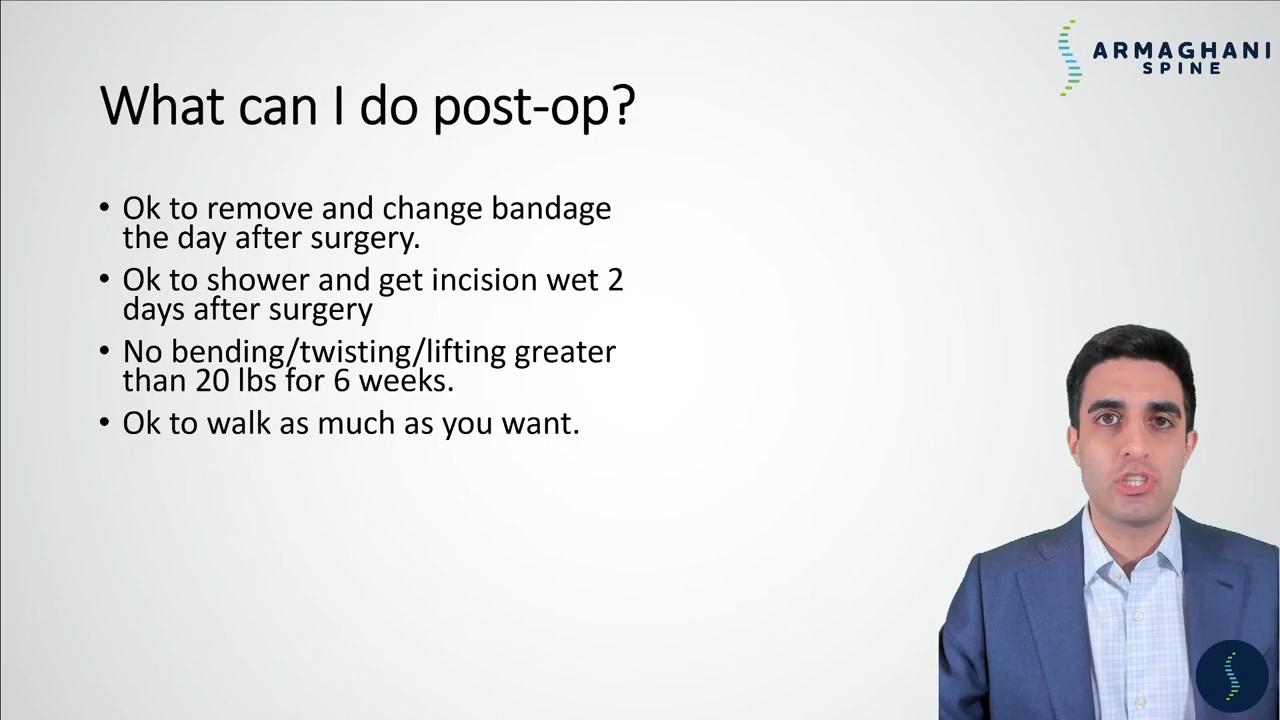 ARMAGHANI
SPINE
What can I do post-op?
• Ok to remove and change bandage
the day after surgery.
• Ok to shower and get incision wet 2
days after surgery
• No bending/twisting/lifting greater
than 20 lbs for 6 weeks.
• Ok to walk as much as you want.